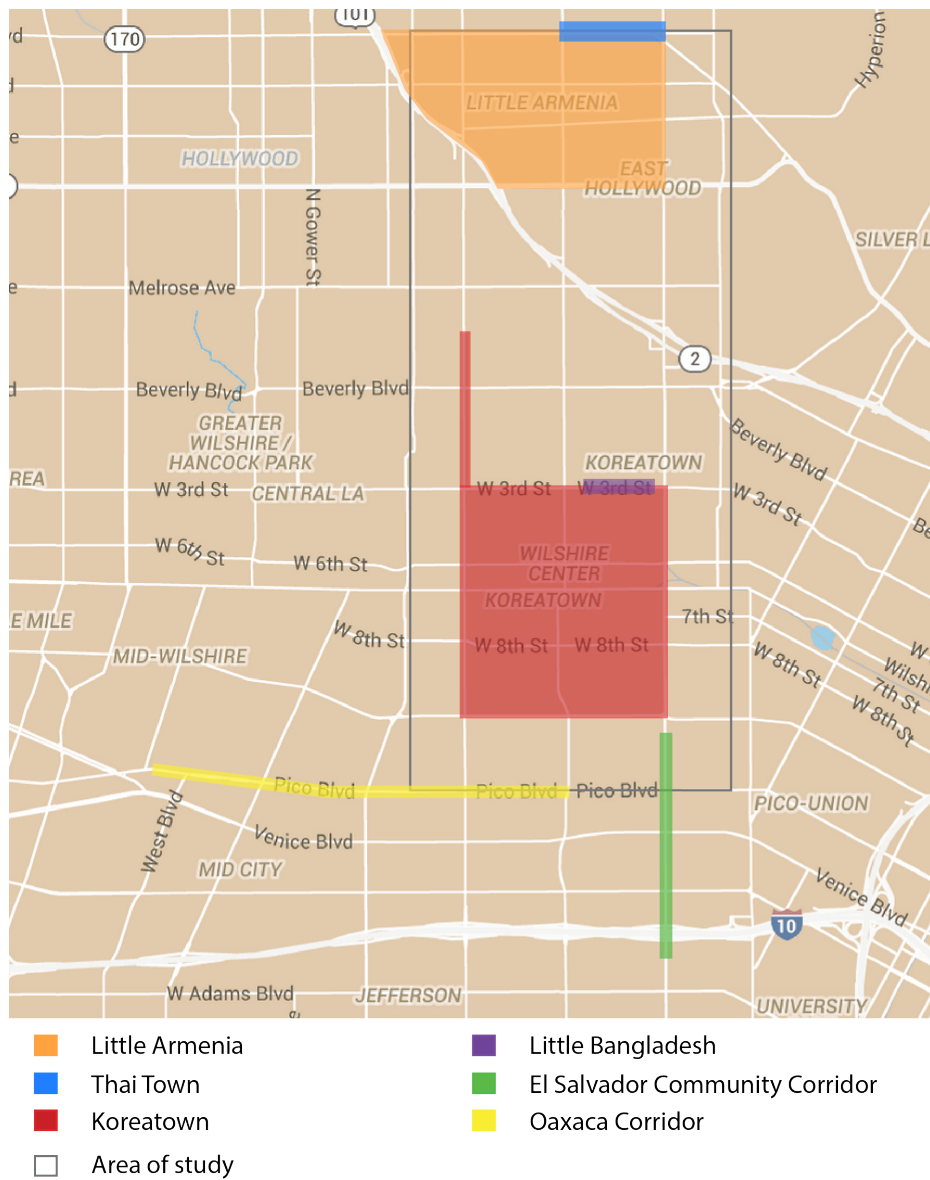 101
vd
170
Hyperion
d
LITTLE ARMENIA
e
HOLLYWOOD
EAST
HOLLYWOOD
N Gower St
SILVER L
e
Melrose Ave
2
d
Beverly Blvd
Beverly Blvd
GREATER
WILSHIRE /
HANCOCK PARK
Beverly Blvd
KOREATOWN
REA
W 3rd St
CENTRAL LA
W 3rd St
W 3rd St
W 3rd St
Be
W 6th St
W 6th St
WILSHIRE
CENTER
KOREATOWN
E MILE
7th St
W 8th St
W 8th St
W 8th St
MID-WILSHIRE
W 8th St
W
Wilshi
7th St
W 8th St
Pico Blvd
Pico Blvd
Pico Blvd
PICO-UNION
West Blvd
Venice Blvd
MID CITY
Venice Blvd
10
W Adams Blvd
JEFFERSON
UNIVERSITY
Little Armenia
Thai Town
Koreatown
Area of study
Little Bangladesh
El Salvador Community Corridor
Oaxaca Corridor